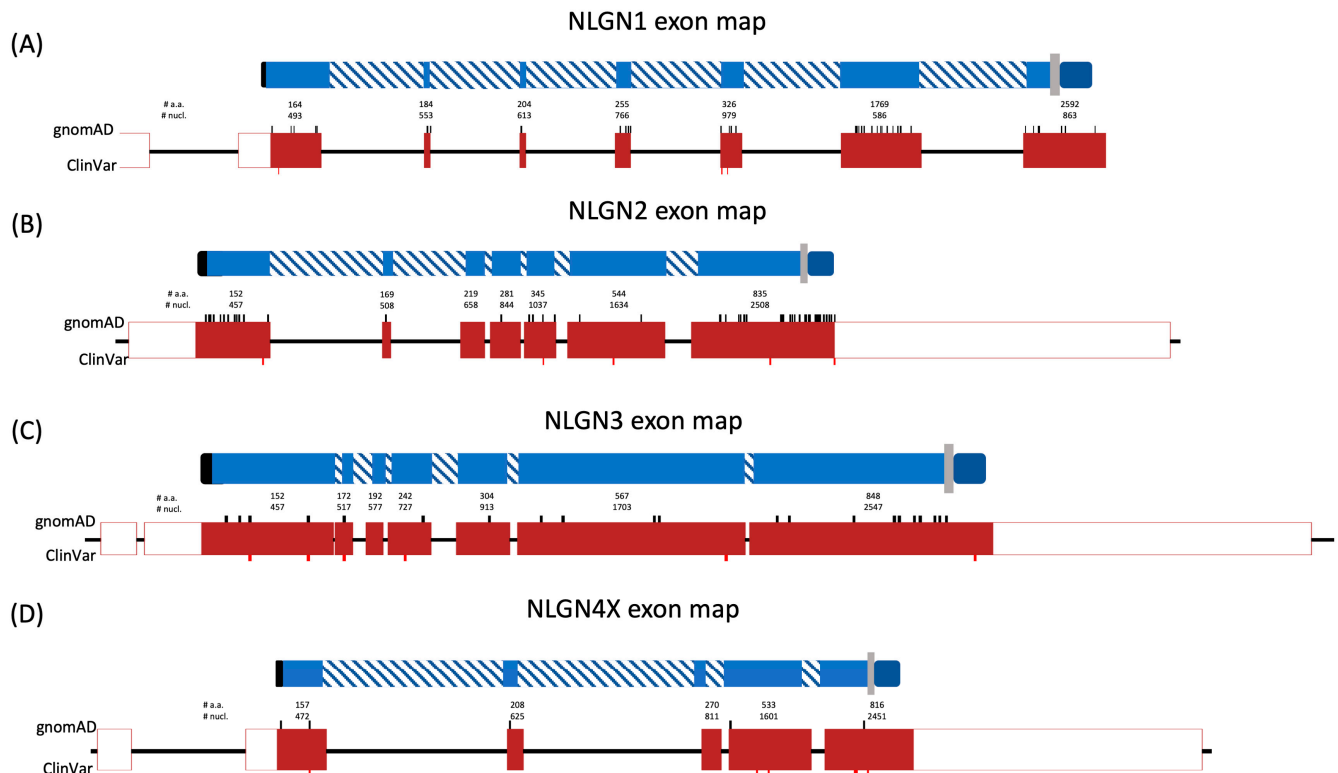 NLGN1 exon map
(A)
# a.a. 164 184 204 255 326 1769 2592
# nucl. 493 553 613 766 979 586 863
gnomAD
ClinVar
NLGN2 exon map
(B)
# a.a. 152 169 219 281 345 544 835
# nucl. 457 508 658 844 1037 1634 2508
gnomAD
ClinVar
NLGN3 exon map
(C)
# a.a. 152 172 192 242 304 567 848
# nucl. 457 517 577 727 913 1703 2547
gnomAD
ClinVar
NLGN4X exon map
(D)
# a.a. 157 208 270 533 816
# nucl. 472 625 811 1601 2451
gnomAD
ClinVar